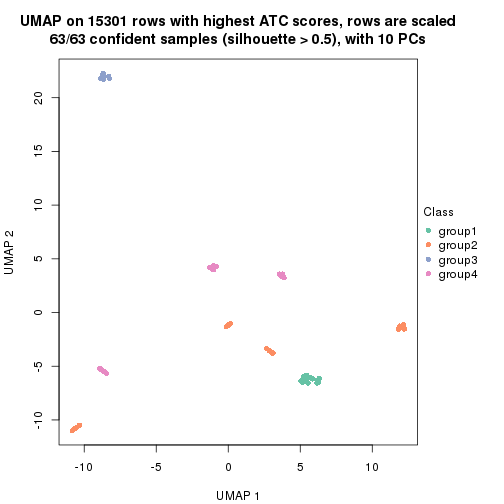 UMAP on 15301 rows with highest ATC scores, rows are scaled
63/63 confident samples (silhouette > 0.5), with 10 PCs
20
15
10
5
0
-5
-10
UMAP 2
-10
-5
0
5
10
UMAP 1
Class
group1
group2
group3
group4